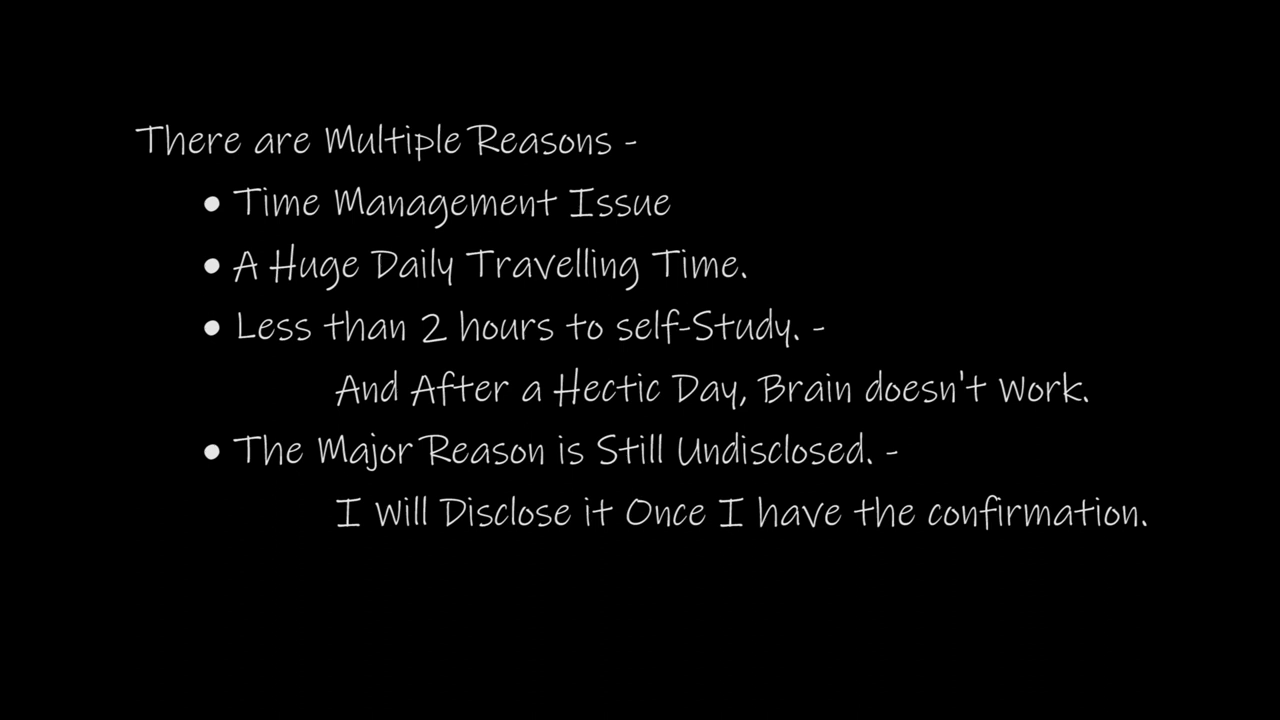 There are Multiple Reasons -
• Time Management Issue
• A Huge Daily Travelling Time.
• Less than 2 hours to self-Study. -
And After a Hectic Day, Brain doesn't Work.
• The Major Reason is Still Undisclosed. -
I Will Disclose it Once I have the confirmation.